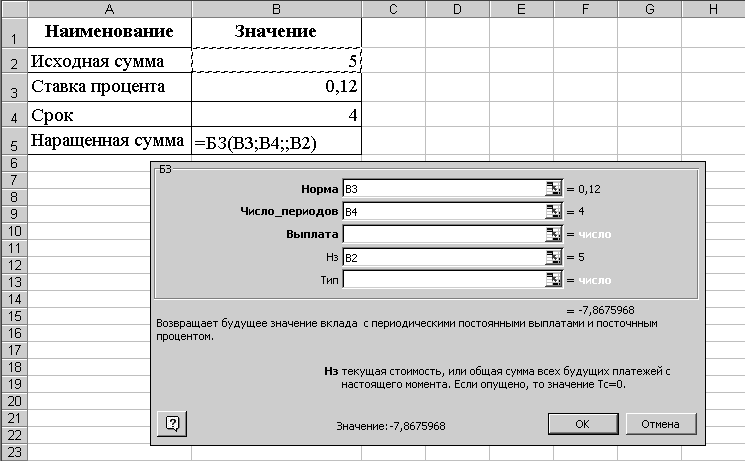 A B C D E F G H
1 Наименование Значение
2 Исходная сумма 5
3 Ставка процента 0,12
4 Срок 4
5 Наращенная сумма =БЗ(B3;B4;;B2)
6
7
8
9
10
11
12
13
14
15
16
17
18
19
20
21
22
23
БЗ
Норма B3 = 0,12
Число_периодов B4 = 4
Выплата = число
Нз B2 = 5
Тип = число
= -7,8675968
Возвращает будущее значение вклада с периодическими постоянными выплатами и посточнным
процентом.
Нз текущая стоимость, или общая сумма всех будущих платежей с
настоящего момента. Если опущено, то значение Тс=0.
? Значение:-7,8675968 OK Отмена